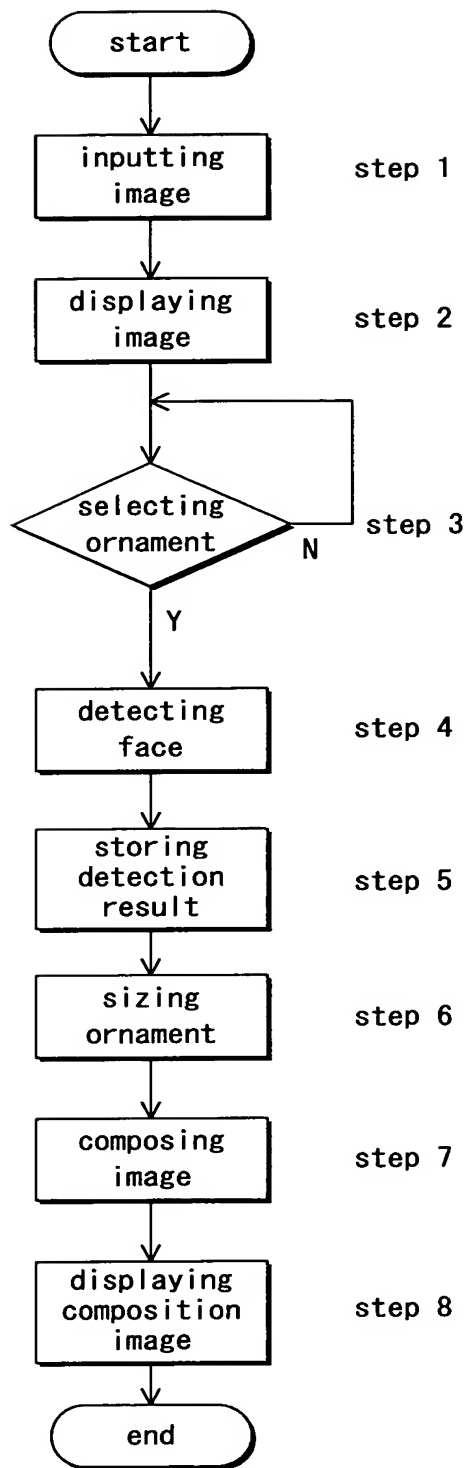 start
inputting
image
step 1
displaying
image
step 2
selecting
ornament
step 3
N
Y
detecting
face
step 4
storing
detection
result
step 5
sizing
ornament
step 6
composing
image
step 7
displaying
composition
image
step 8
end